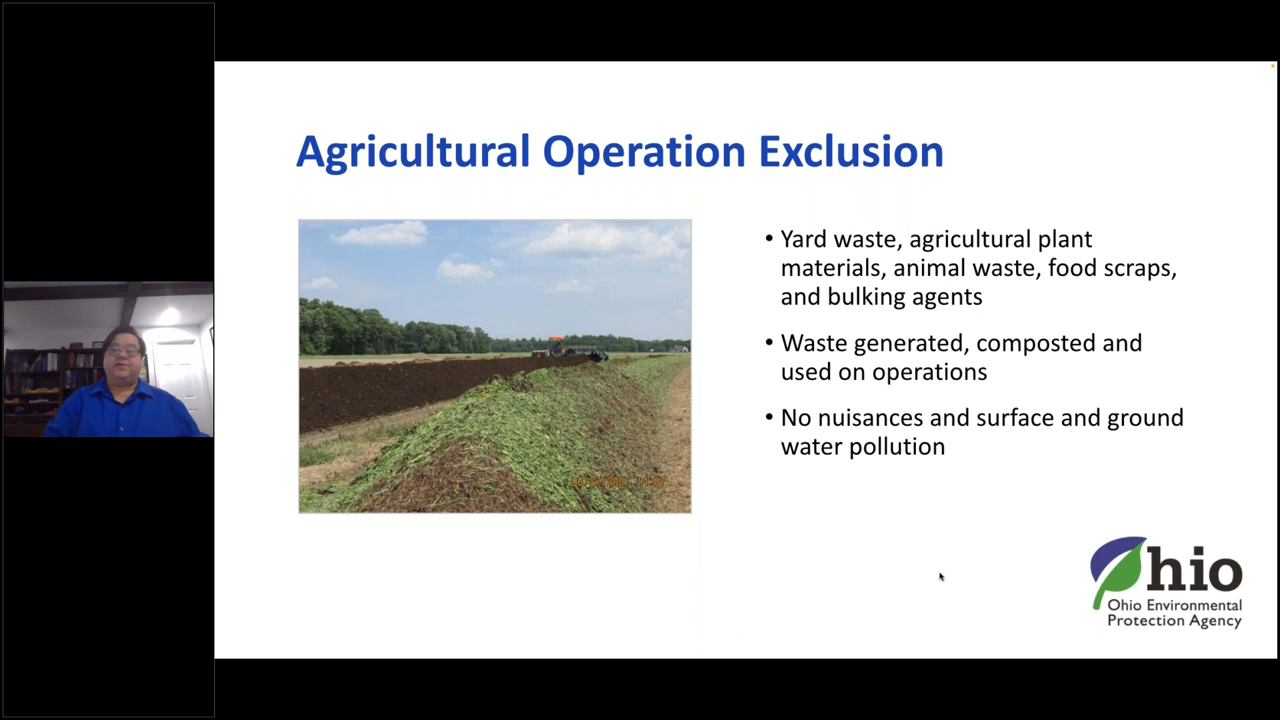 Agricultural Operation Exclusion
• Yard waste, agricultural plant
materials, animal waste, food scraps,
and bulking agents
• Waste generated, composted and
used on operations
• No nuisances and surface and ground
water pollution
Ohio
Ohio Environmental
Protection Agency